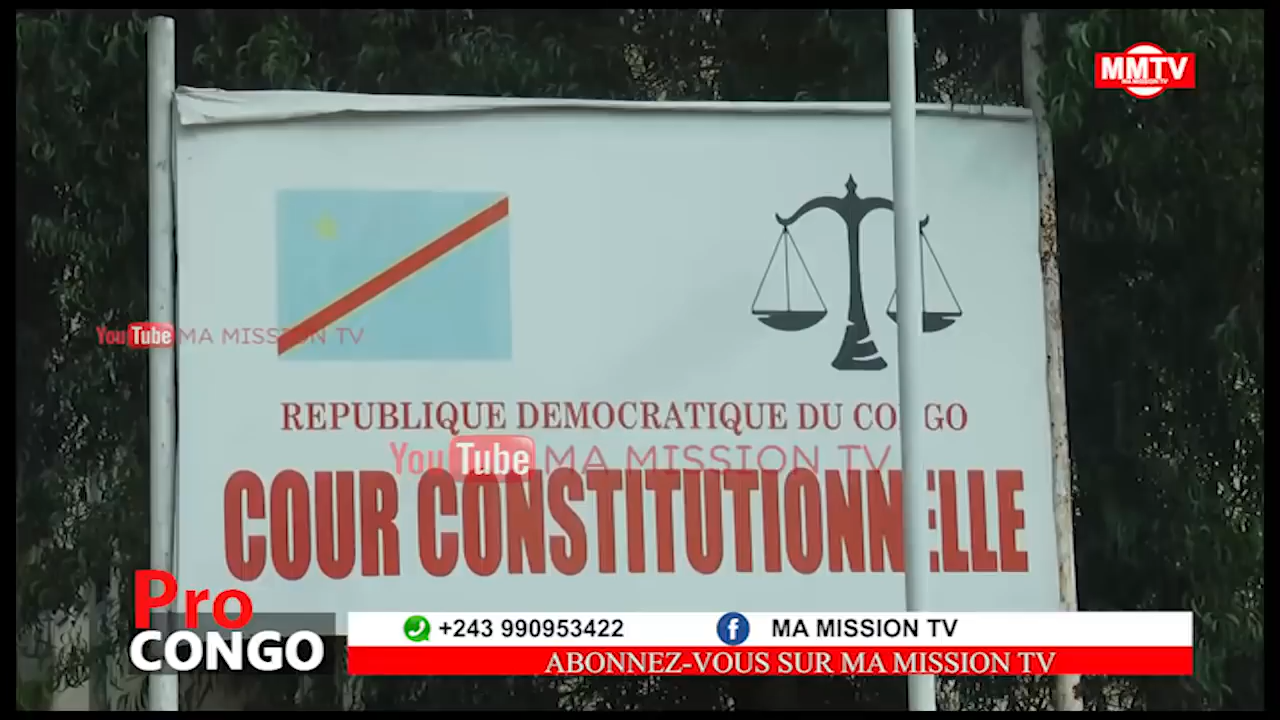 MMTV
MA MISSION TV
YouTube MA MISSION TV
REPUBLIQUE DEMOCRATIQUE DU CONGO
YouTube MA MISSION TV
COUR CONSTITUTIONNELLE
Pro
CONGO
+243 990953422
MA MISSION TV
ABONNEZ-VOUS SUR MA MISSION TV